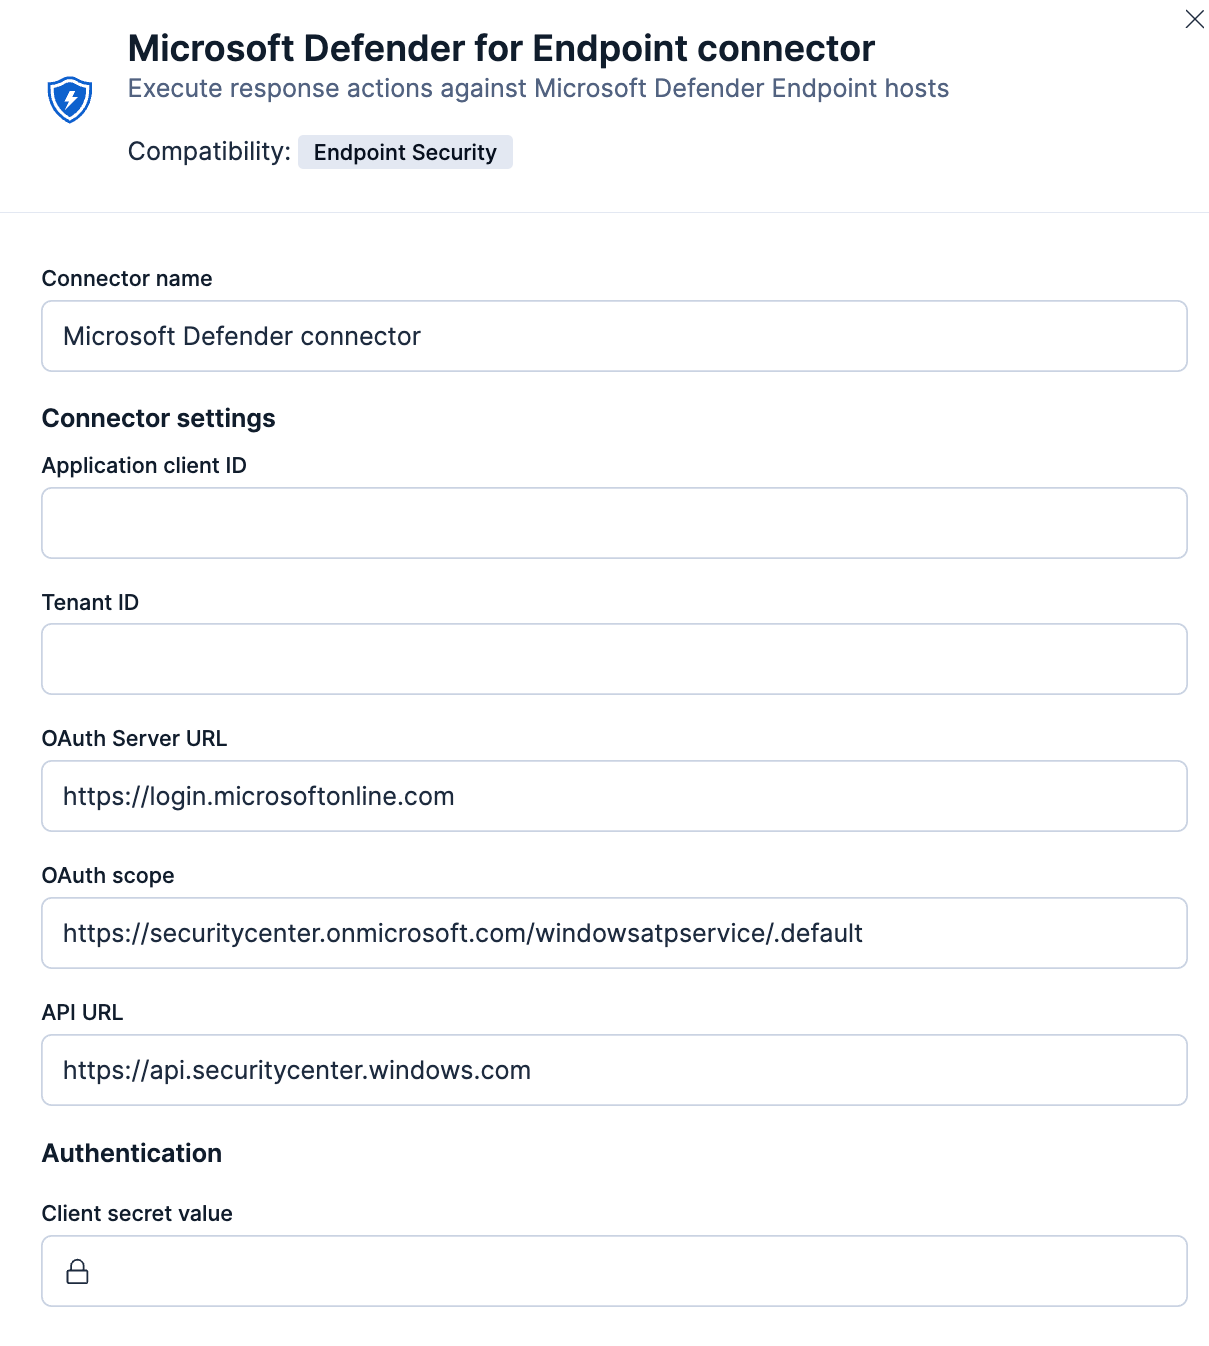 Microsoft Defender for Endpoint connector
Execute response actions against Microsoft Defender Endpoint hosts
Compatibility: Endpoint Security
Connector name
Microsoft Defender connector
Connector settings
Application client ID
Tenant ID
OAuth Server URL
https://login.microsoftonline.com
OAuth scope
https://securitycenter.onmicrosoft.com/windowsatpservice/.default
API URL
https://api.securitycenter.windows.com
Authentication
Client secret value